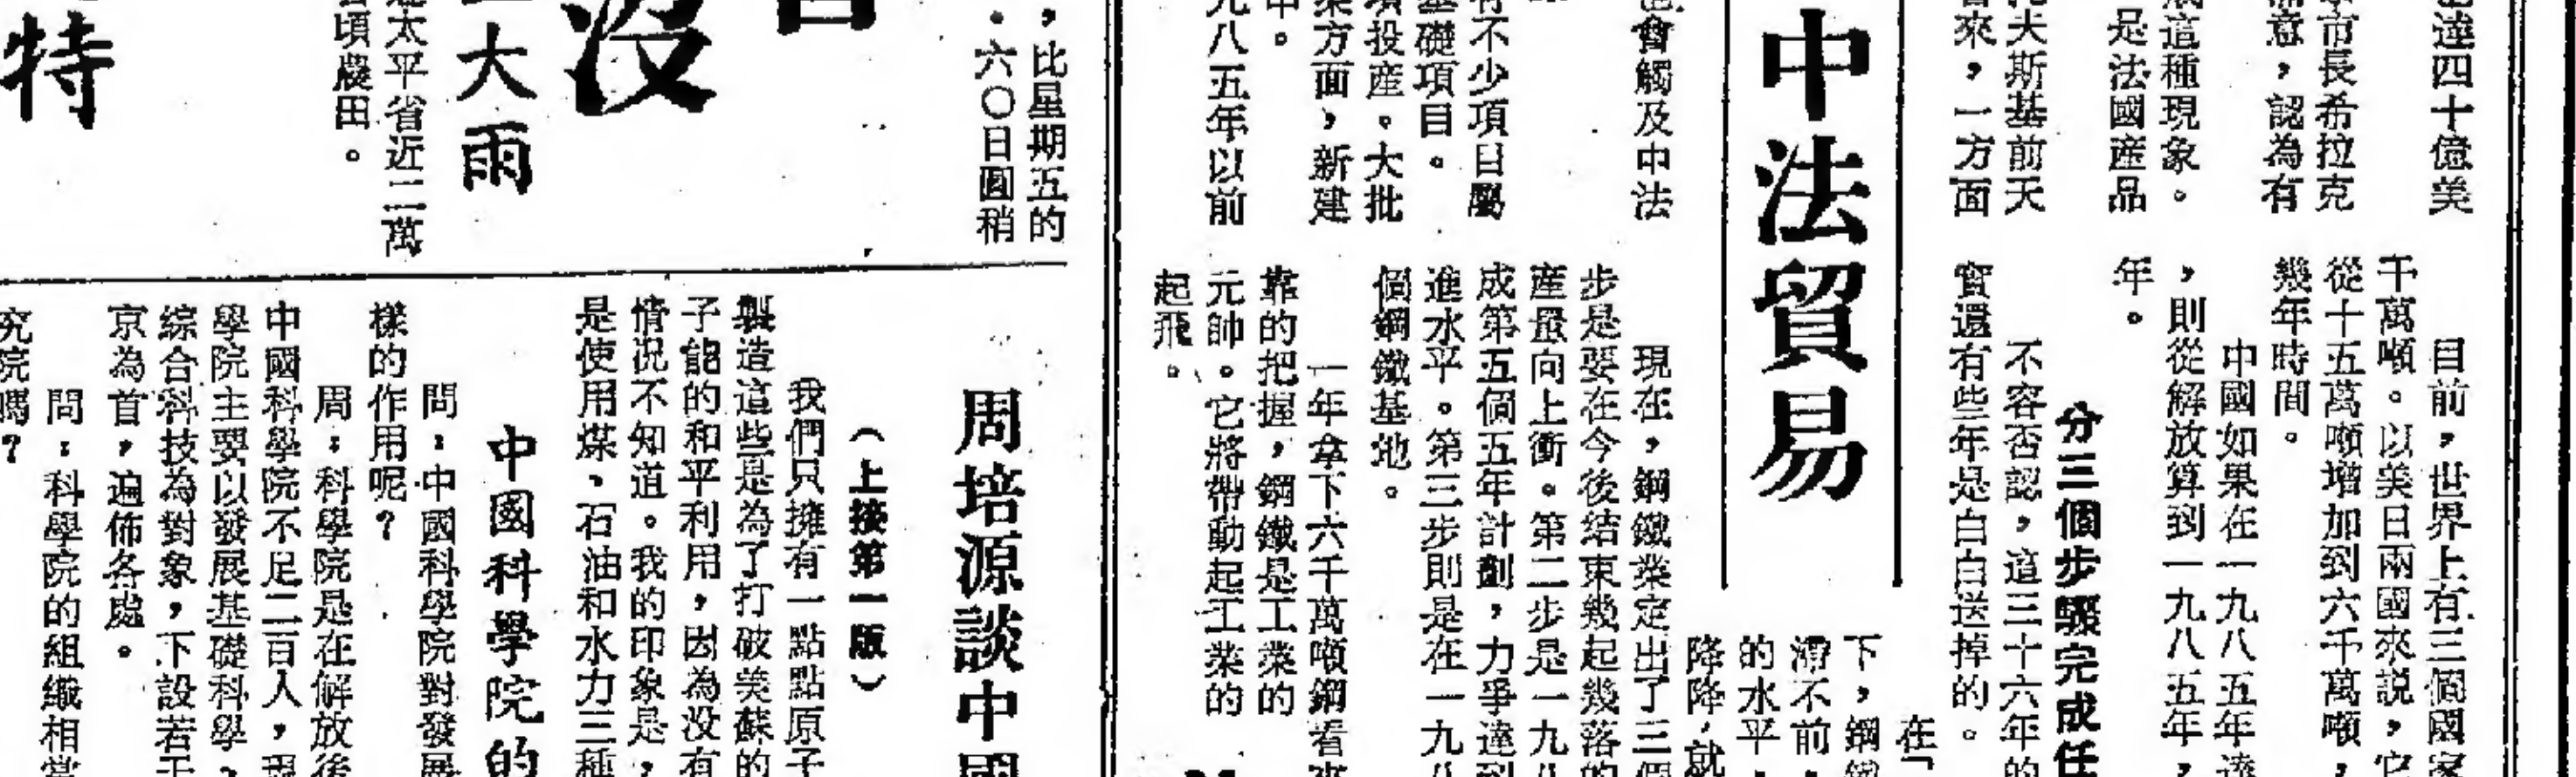 達四十億美
市長希拉克
意，認為有
這種現象。
是法國產品
夫斯基前天
來，一方面
目前，世界上有三個國家
千萬噸。以美日兩國來説，它
從十五萬噸增加到六千萬噸，
幾年時間。
中國如果在一九八五年達
，則從解放算到一九八五年，
年。
分三個步驟完成任
不容否認，這三十六年的
實還有些年是白白送掉的。
中法貿易
在「
下，鋼鐵
滯不前，
的水平，
降降，就
會觸及中法
有不少項目屬
基礎項目。
項投產。大批
業方面，新建
中。
九八五年以前
現在，鋼鐵業定出了三個
步是要在今後结束幾起幾落的
產量向上衝。第二步是一九八
成第五個五年計劃，力爭達到
進水平。第三步則是在一九八
個鋼鐵基地。
一年拿下六千萬噸鋼看來
靠的把握，鋼鐵是工業的
元帥。它將帶動起工業的
起飛。
，比星期五的
．六〇日圓稍
沒
大雨
太平省近二萬
頃農田。
特
周培源談中國
（上接第一版）
我們只擁有一點點原子
製造這些是為了打破美蘇的
子能的和平利用，因為没有
情况不知道。我的印象是，
是使用煤、石油和水力三種
中國科學院的
問：中國科學院對發展
樣的作用呢？
周：科學院是在解放後
中國科學院不足二百人，現
學院主要以發展基礎科學、
綜合科技為對象，下設若干
京為首，遍佈各處。
問：科學院的組織相當
究院嗎？